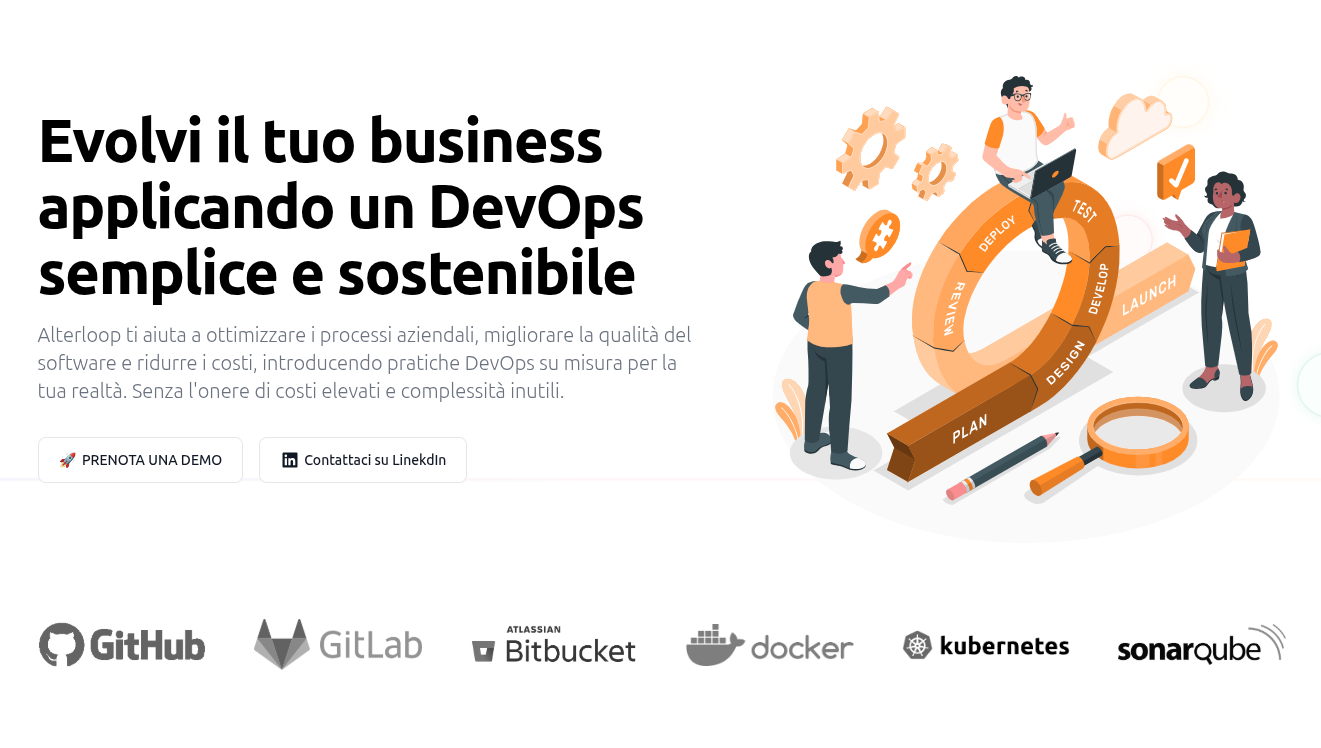 Evolvi il tuo business
applicando un DevOps
semplice e sostenibile
Alterloop ti aiuta a ottimizzare i processi aziendali, migliorare la qualità del
software e ridurre i costi, introducendo pratiche DevOps su misura per la
tua realtà. Senza l'onere di costi elevati e complessità inutili.
🚀 PRENOTA UNA DEMO
in Contattaci su LinekdIn
TEST
DEPLOY
DEVELOP
LAUNCH
REVIEW
DESIGN
PLAN
GitHub
GitLab
ATLASSIAN
Bitbucket
docker
kubernetes
sonarqube